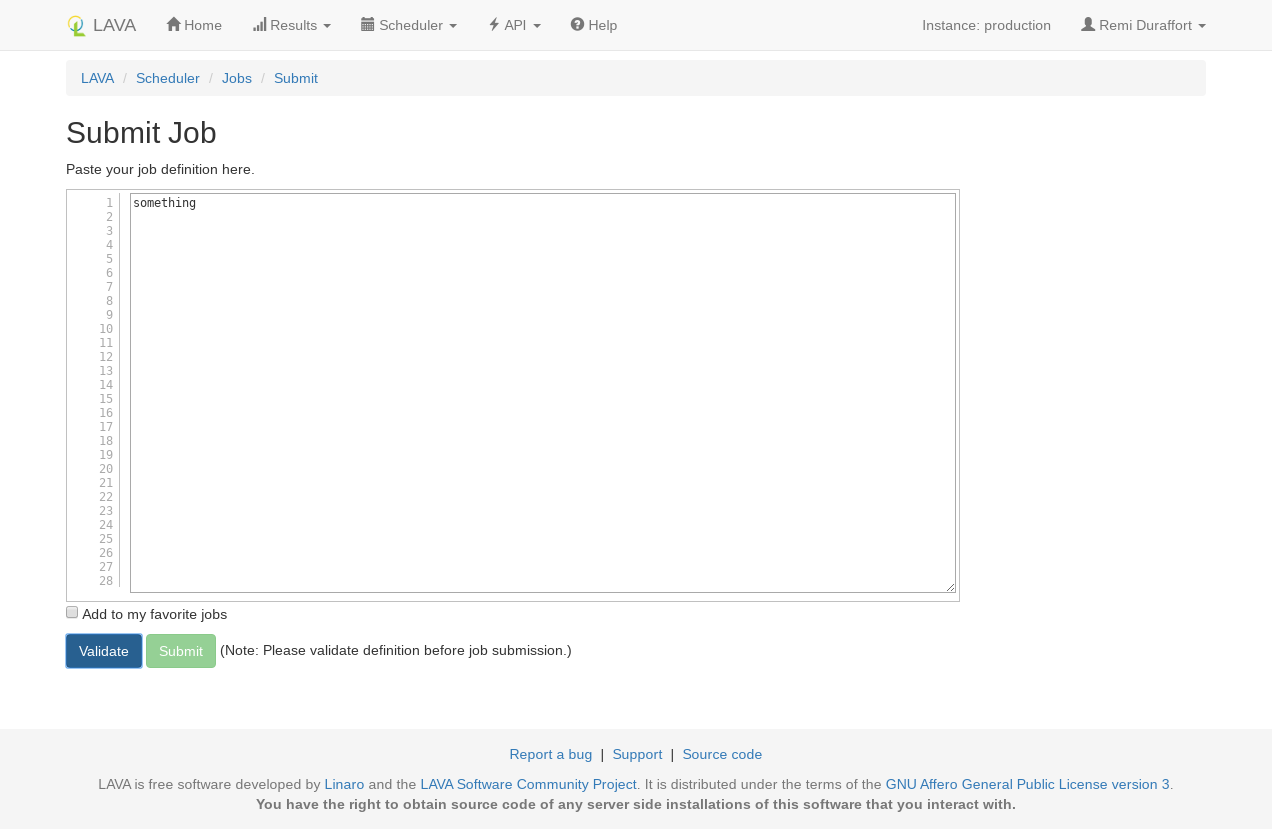 LAVA Home Results Scheduler API Help Instance: production Remi Duraffort
LAVA / Scheduler / Jobs / Submit
Submit Job
Paste your job definition here.
1 something
2
3
4
5
6
7
8
9
10
11
12
13
14
15
16
17
18
19
20
21
22
23
24
25
26
27
28
Add to my favorite jobs
Validate Submit (Note: Please validate definition before job submission.)
Report a bug | Support | Source code
LAVA is free software developed by Linaro and the LAVA Software Community Project. It is distributed under the terms of the GNU Affero General Public License version 3.
You have the right to obtain source code of any server side installations of this software that you interact with.